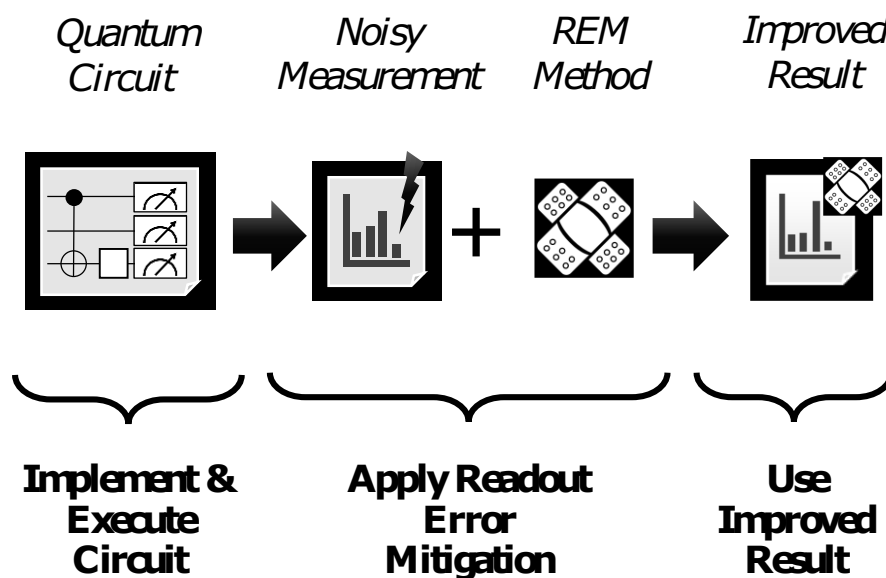 Quantum
Circuit
Noisy
Measurement
REM
Method
Improved
Result
+
Implement &
Execute
Circuit
Apply Readout
Error
Mitigation
Use
Improved
Result